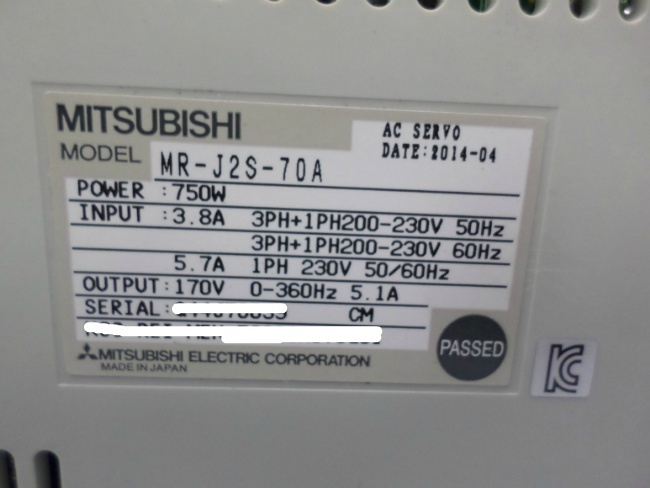 MITSUBISHI
AC SERVO
DATE:2014-04
MODEL MR-J2S-70A
POWER :750W
INPUT :3.8A 3PH+1PH200-230V 50Hz
3PH+1PH200-230V 60Hz
5.7A 1PH 230V 50/60Hz
OUTPUT:170V 0-360Hz 5.1A
SERIAL: CM
MITSUBISHI ELECTRIC CORPORATION
MADE IN JAPAN
PASSED
KC